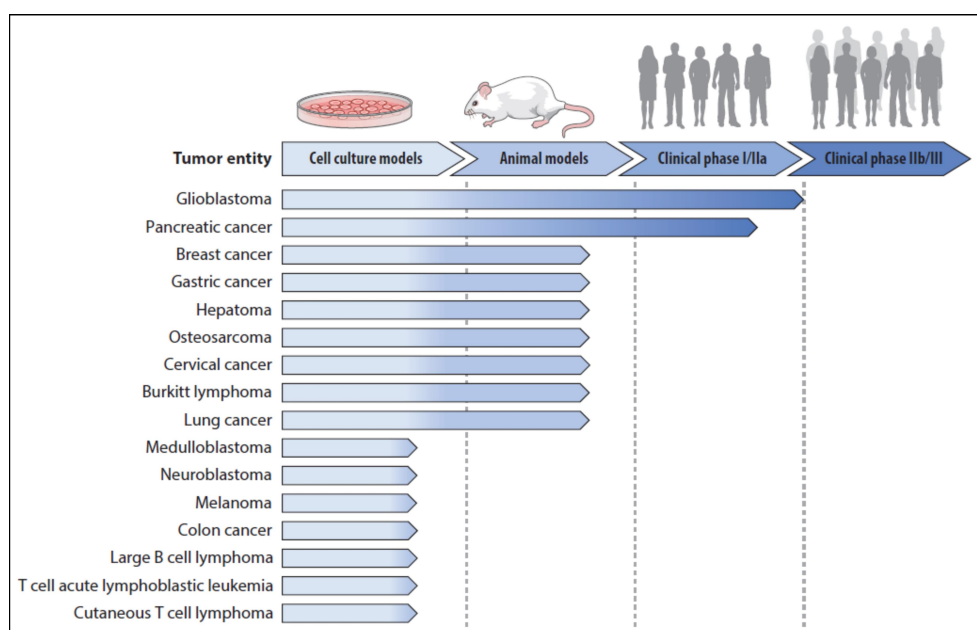 Tumor entity Cell culture models Animal models Clinical phase I/IIa Clinical phase IIb/III
Glioblastoma
Pancreatic cancer
Breast cancer
Gastric cancer
Hepatoma
Osteosarcoma
Cervical cancer
Burkitt lymphoma
Lung cancer
Medulloblastoma
Neuroblastoma
Melanoma
Colon cancer
Large B cell lymphoma
T cell acute lymphoblastic leukemia
Cutaneous T cell lymphoma